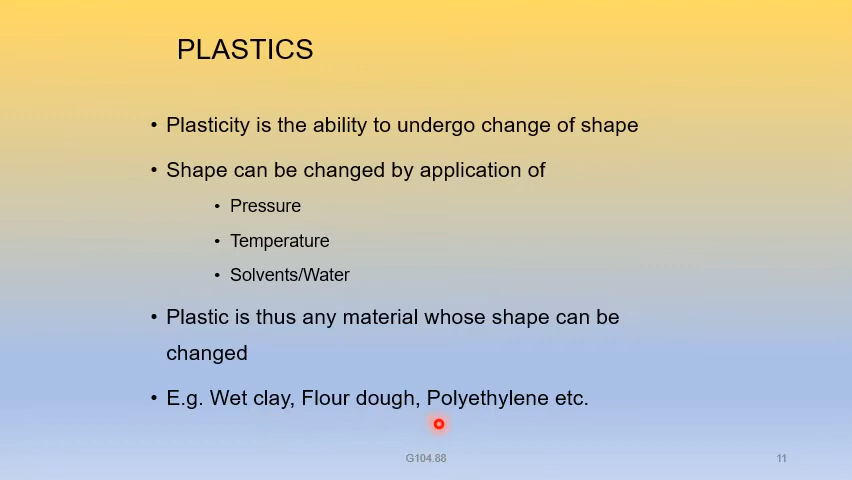 PLASTICS
• Plasticity is the ability to undergo change of shape
• Shape can be changed by application of
• Pressure
• Temperature
• Solvents/Water
• Plastic is thus any material whose shape can be
changed
• E.g. Wet clay, Flour dough, Polyethylene etc.
G104.88
11